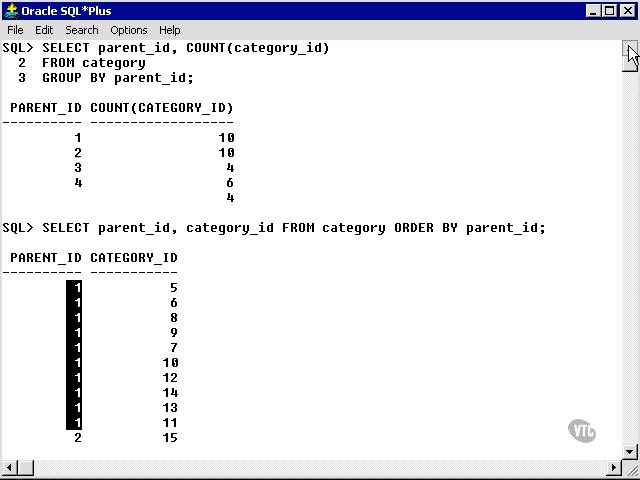 Oracle SQL*Plus
File Edit Search Options Help
SQL> SELECT parent_id, COUNT(category_id)
  2  FROM category
  3  GROUP BY parent_id;
 PARENT_ID COUNT(CATEGORY_ID)
---------- ------------------
         1                 10
         2                 10
         3                  4
         4                  6
                            4
SQL> SELECT parent_id, category_id FROM category ORDER BY parent_id;
 PARENT_ID CATEGORY_ID
---------- -----------
         1           5
         1           6
         1           8
         1           9
         1           7
         1          10
         1          12
         1          14
         1          13
         1          11
         2          15
VTC